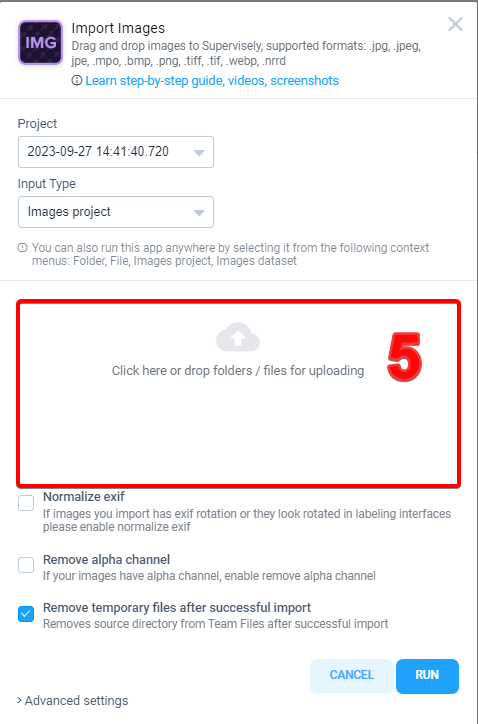 IMG
Import Images
Drag and drop images to Supervisely, supported formats: .jpg, .jpeg,
jpe, .mpo, .bmp, .png, .tiff, .tif, .webp, .nrrd
Learn step-by-step guide, videos, screenshots
Project
2023-09-27 14:41:40.720
Input Type
Images project
You can also run this app anywhere by selecting it from the following context
menus: Folder, File, Images project, Images dataset
5
Click here or drop folders / files for uploading
Normalize exif
If images you import has exif rotation or they look rotated in labeling interfaces
please enable normalize exif
Remove alpha channel
If your images have alpha channel, enable remove alpha channel
Remove temporary files after successful import
Removes source directory from Team Files after successful import
CANCEL
RUN
> Advanced settings